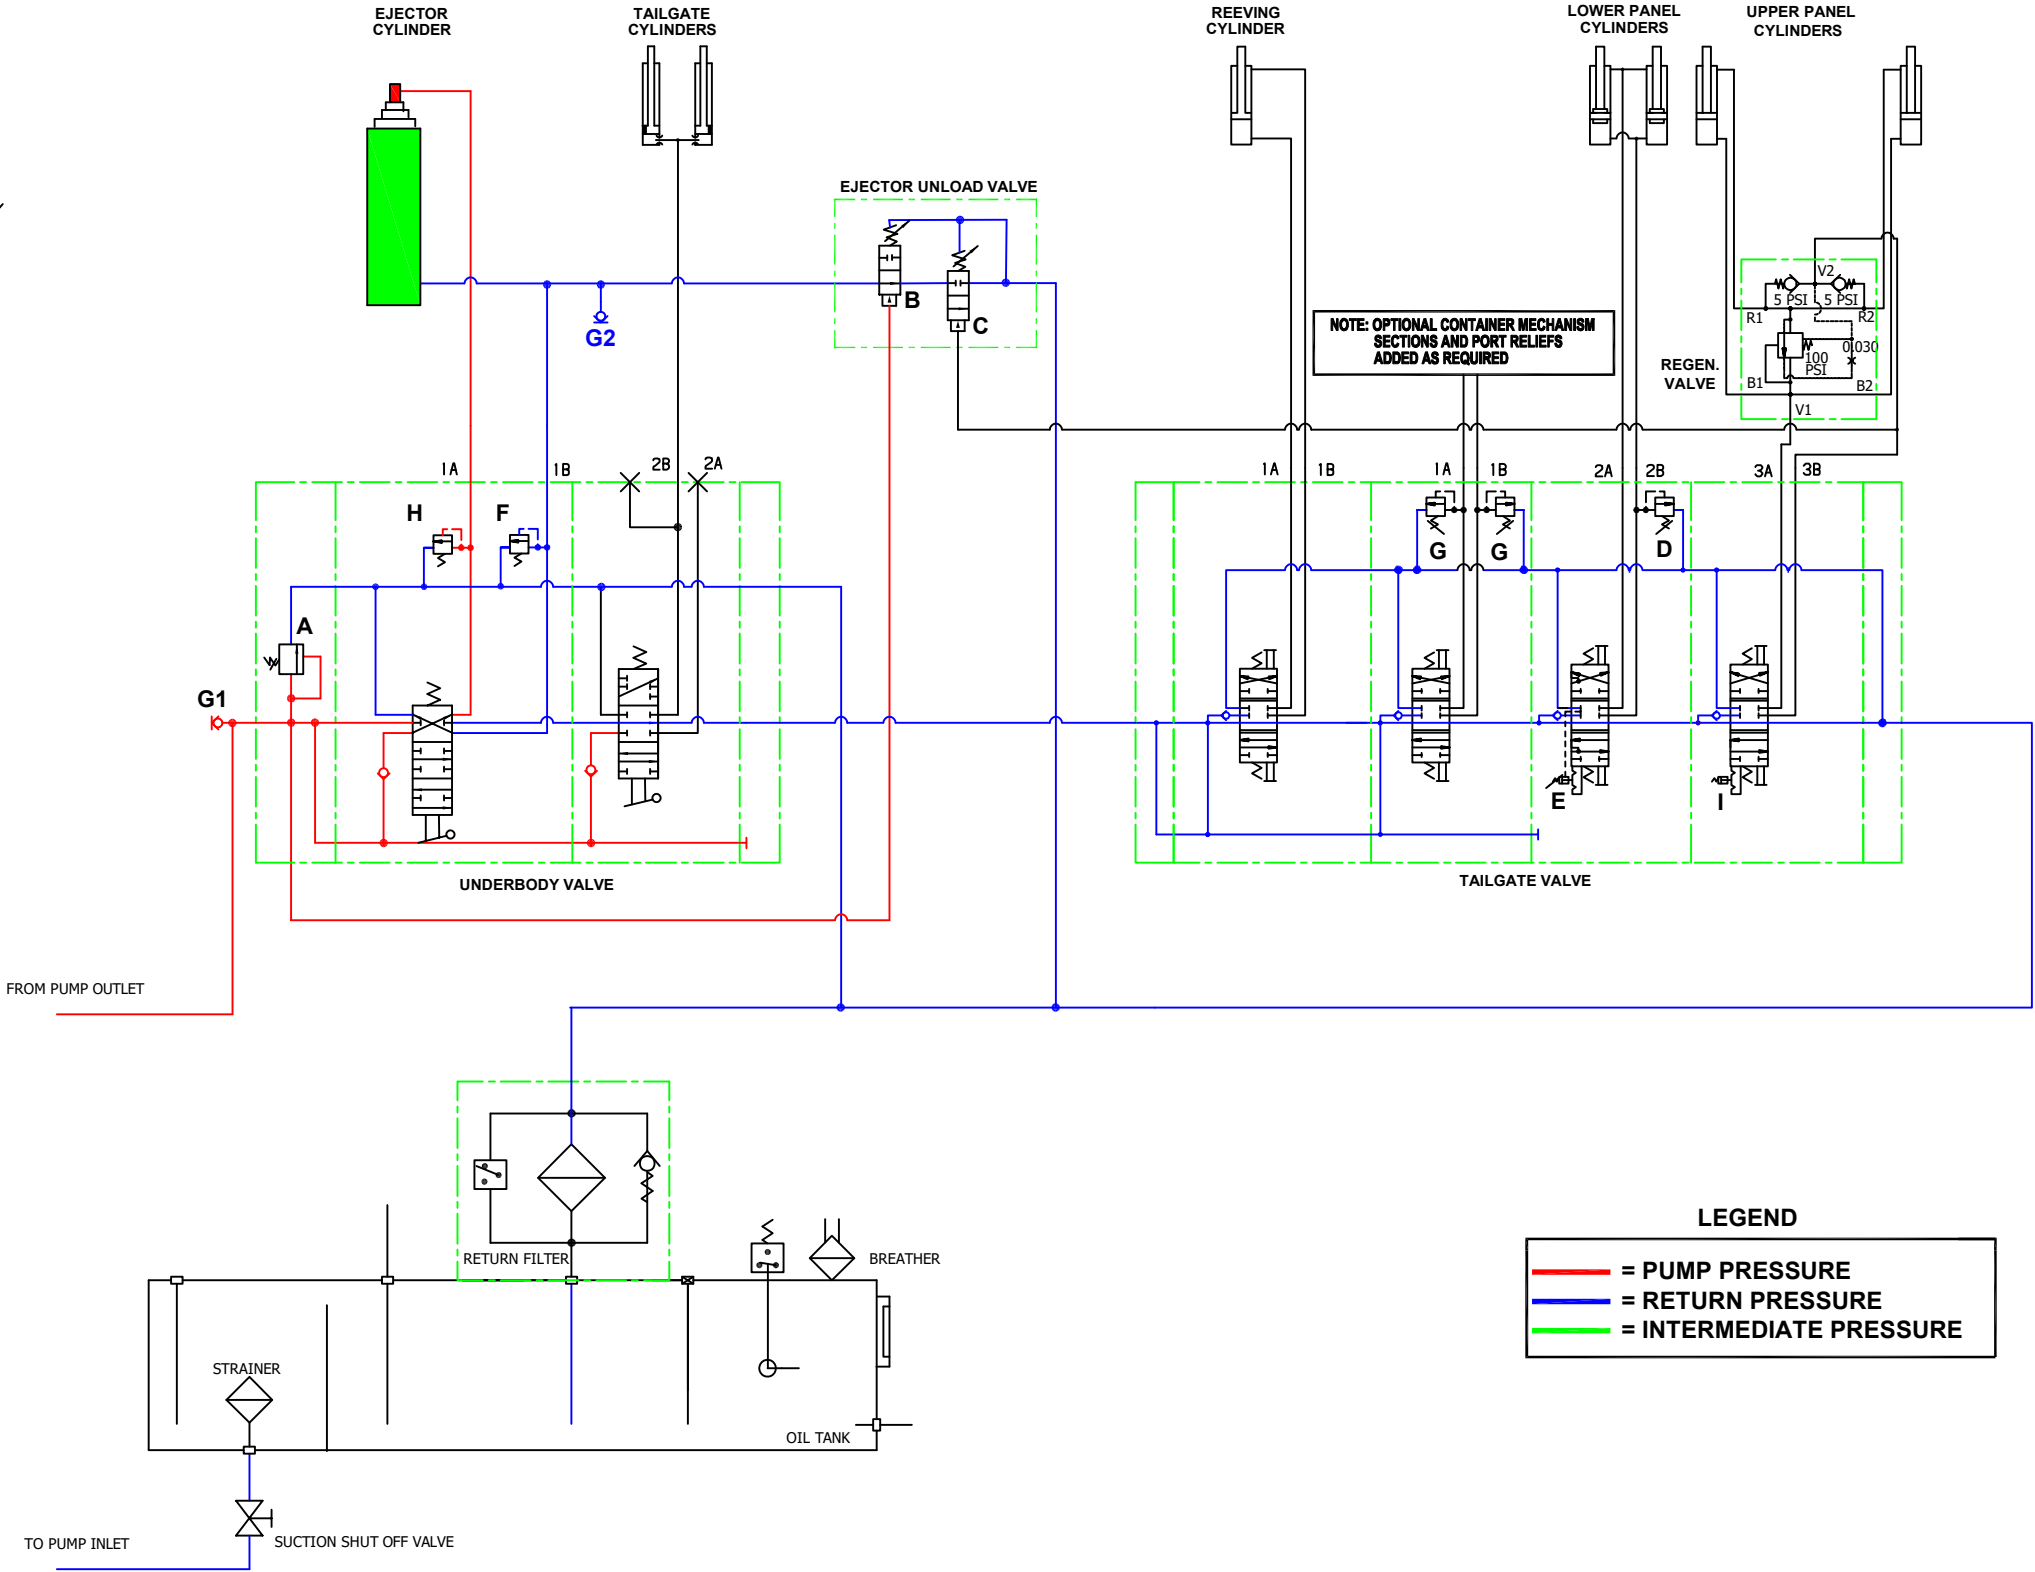 EJECTOR
CYLINDER
TAILGATE
CYLINDERS
REEVING
CYLINDER
LOWER PANEL
CYLINDERS
UPPER PANEL
CYLINDERS
EJECTOR UNLOAD VALVE
B
C
G2
NOTE: OPTIONAL CONTAINER MECHANISM
SECTIONS AND PORT RELIEFS
ADDED AS REQUIRED
V2
5 PSI
5 PSI
R1
R2
0.030
100
PSI
REGEN.
VALVE
B1
B2
V1
1A
1B
2B
2A
1A
1B
1A
1B
2A
2B
3A
3B
H
F
G
G
D
A
G1
E
I
UNDERBODY VALVE
TAILGATE VALVE
FROM PUMP OUTLET
RETURN FILTER
BREATHER
STRAINER
OIL TANK
TO PUMP INLET
SUCTION SHUT OFF VALVE
LEGEND
= PUMP PRESSURE
= RETURN PRESSURE
= INTERMEDIATE PRESSURE